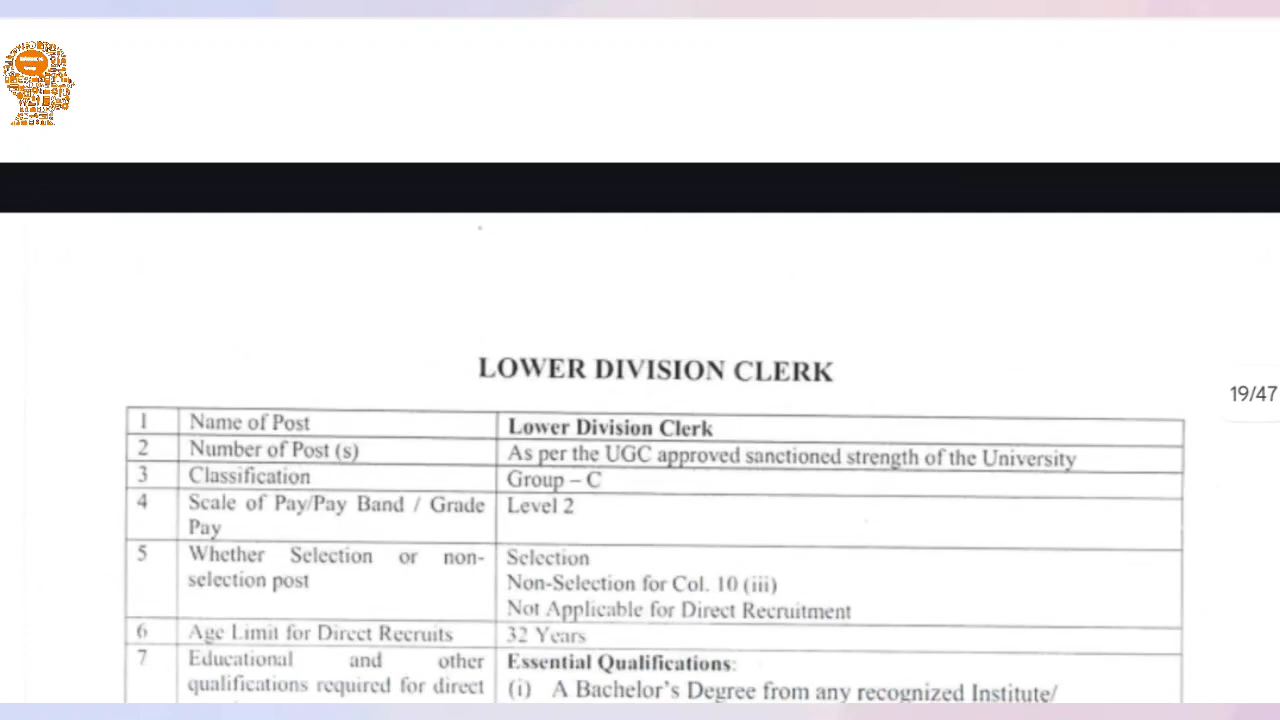 LOWER DIVISION CLERK
19/47
1 Name of Post Lower Division Clerk
2 Number of Post (s) As per the UGC approved sanctioned strength of the University
3 Classification Group – C
4 Scale of Pay/Pay Band / Grade Level 2
Pay
5 Whether Selection or non- Selection
selection post Non-Selection for Col. 10 (iii)
Not Applicable for Direct Recruitment
6 Age Limit for Direct Recruits 32 Years
7 Educational and other Essential Qualifications:
qualifications required for direct (i) A Bachelor's Degree from any recognized Institute/